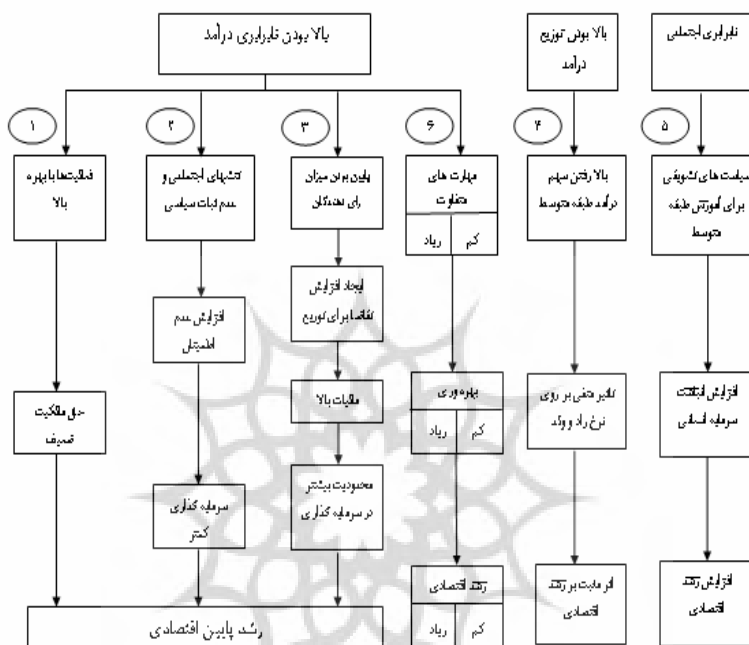 بالا بودن نابرابری درآمد
بالا بودن توزیع
درآمد
نابرابری اجتماعی
۱
۲
۳
۶
۴
۵
فعالیت‌ها با بهره
بالا
تنشهای اجتماعی و
عدم ثبات سیاسی
پایین بودن میزان
رای دهندگان
مهارت های
متفاوت
زیاد
کم
بالا رفتن سهم
درآمد طبقه متوسط
سیاست های تشویقی
برای آموزش طبقه
متوسط
ایجاد افزایش
تقاضا برای توزیع
افزایش عدم
اطمینان
حق مالکیت
ضعیف
مالیات بالا
بهره وری
زیاد
کم
تاثیر منفی بر روی
نرخ زاد و ولد
افزایش انباشت
سرمایه انسانی
سرمایه گذاری
کمتر
محدودیت بیشتر
در سرمایه گذاری
رشد اقتصادی
زیاد
کم
اثر مثبت بر رشد
اقتصادی
افزایش رشد
اقتصادی
رشد پایین اقتصادی